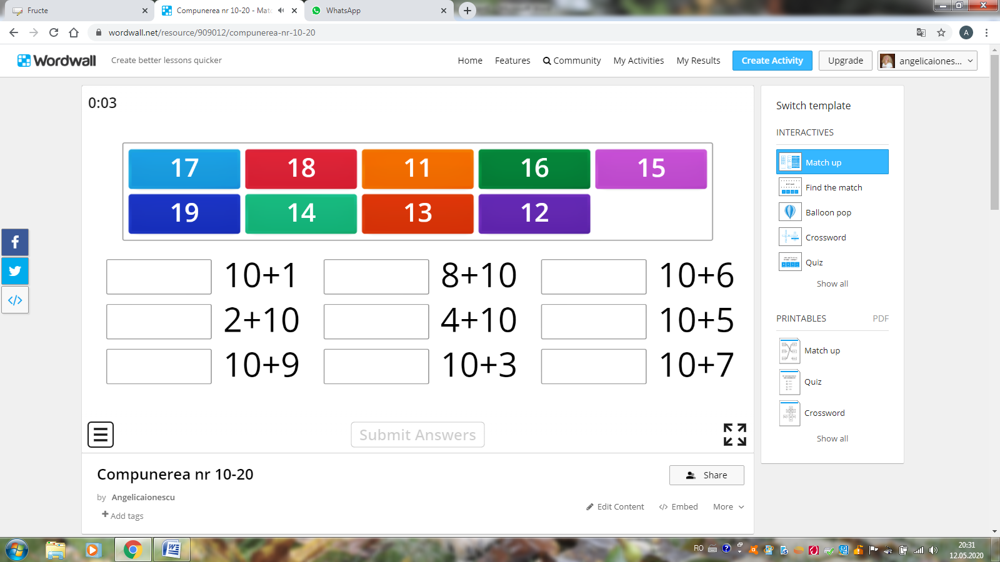 Fructe
Compunerea nr 10-20 - Matc
WhatsApp
wordwall.net/resource/909012/compunerea-nr-10-20
A
Wordwall
Create better lessons quicker
Home
Features
Community
My Activities
My Results
Create Activity
Upgrade
angelicaiones...
0:03
17 18 11 16 15
19 14 13 12
10+1 8+10 10+6
2+10 4+10 10+5
10+9 10+3 10+7
Submit Answers
Compunerea nr 10-20
by Angelicaionescu
Add tags
Share
Edit Content
Embed
More
Switch template
INTERACTIVES
Match up
Find the match
Balloon pop
Crossword
Quiz
Show all
PRINTABLES PDF
Match up
Quiz
Crossword
Show all
RO
20:31
12.05.2020